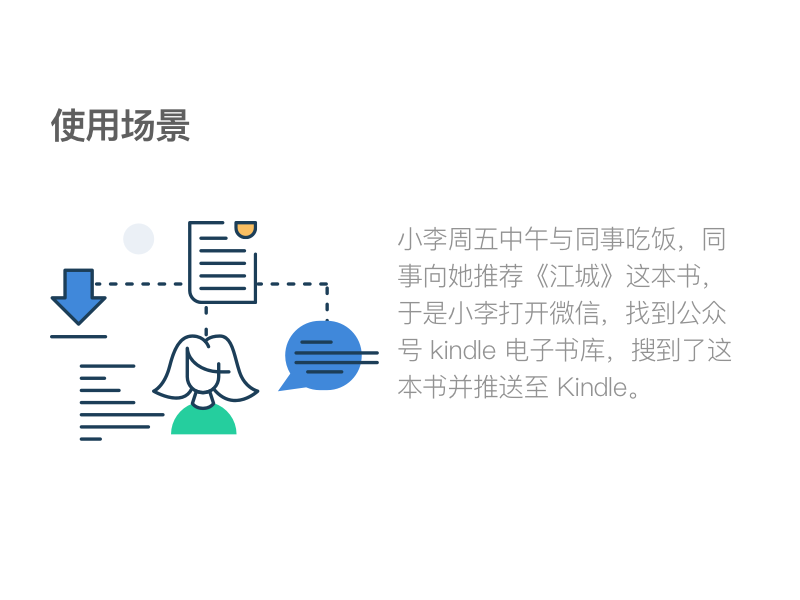 使用场景
小李周五中午与同事吃饭，同
事向她推荐《江城》这本书，
于是小李打开微信，找到公众
号 kindle 电子书库，搜到了这
本书并推送至 Kindle。